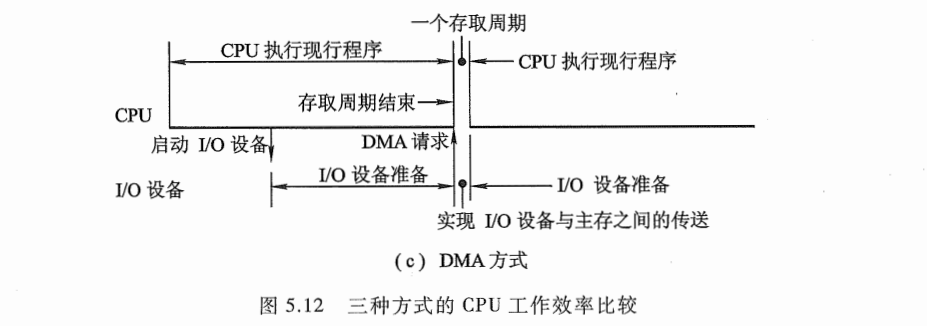 一个存取周期
CPU 执行现行程序
CPU 执行现行程序
存取周期结束
CPU
启动 I/O 设备
DMA 请求
I/O 设备准备
I/O 设备
I/O 设备准备
实现 I/O 设备与主存之间的传送
(c) DMA 方式
图 5.12 三种方式的 CPU 工作效率比较